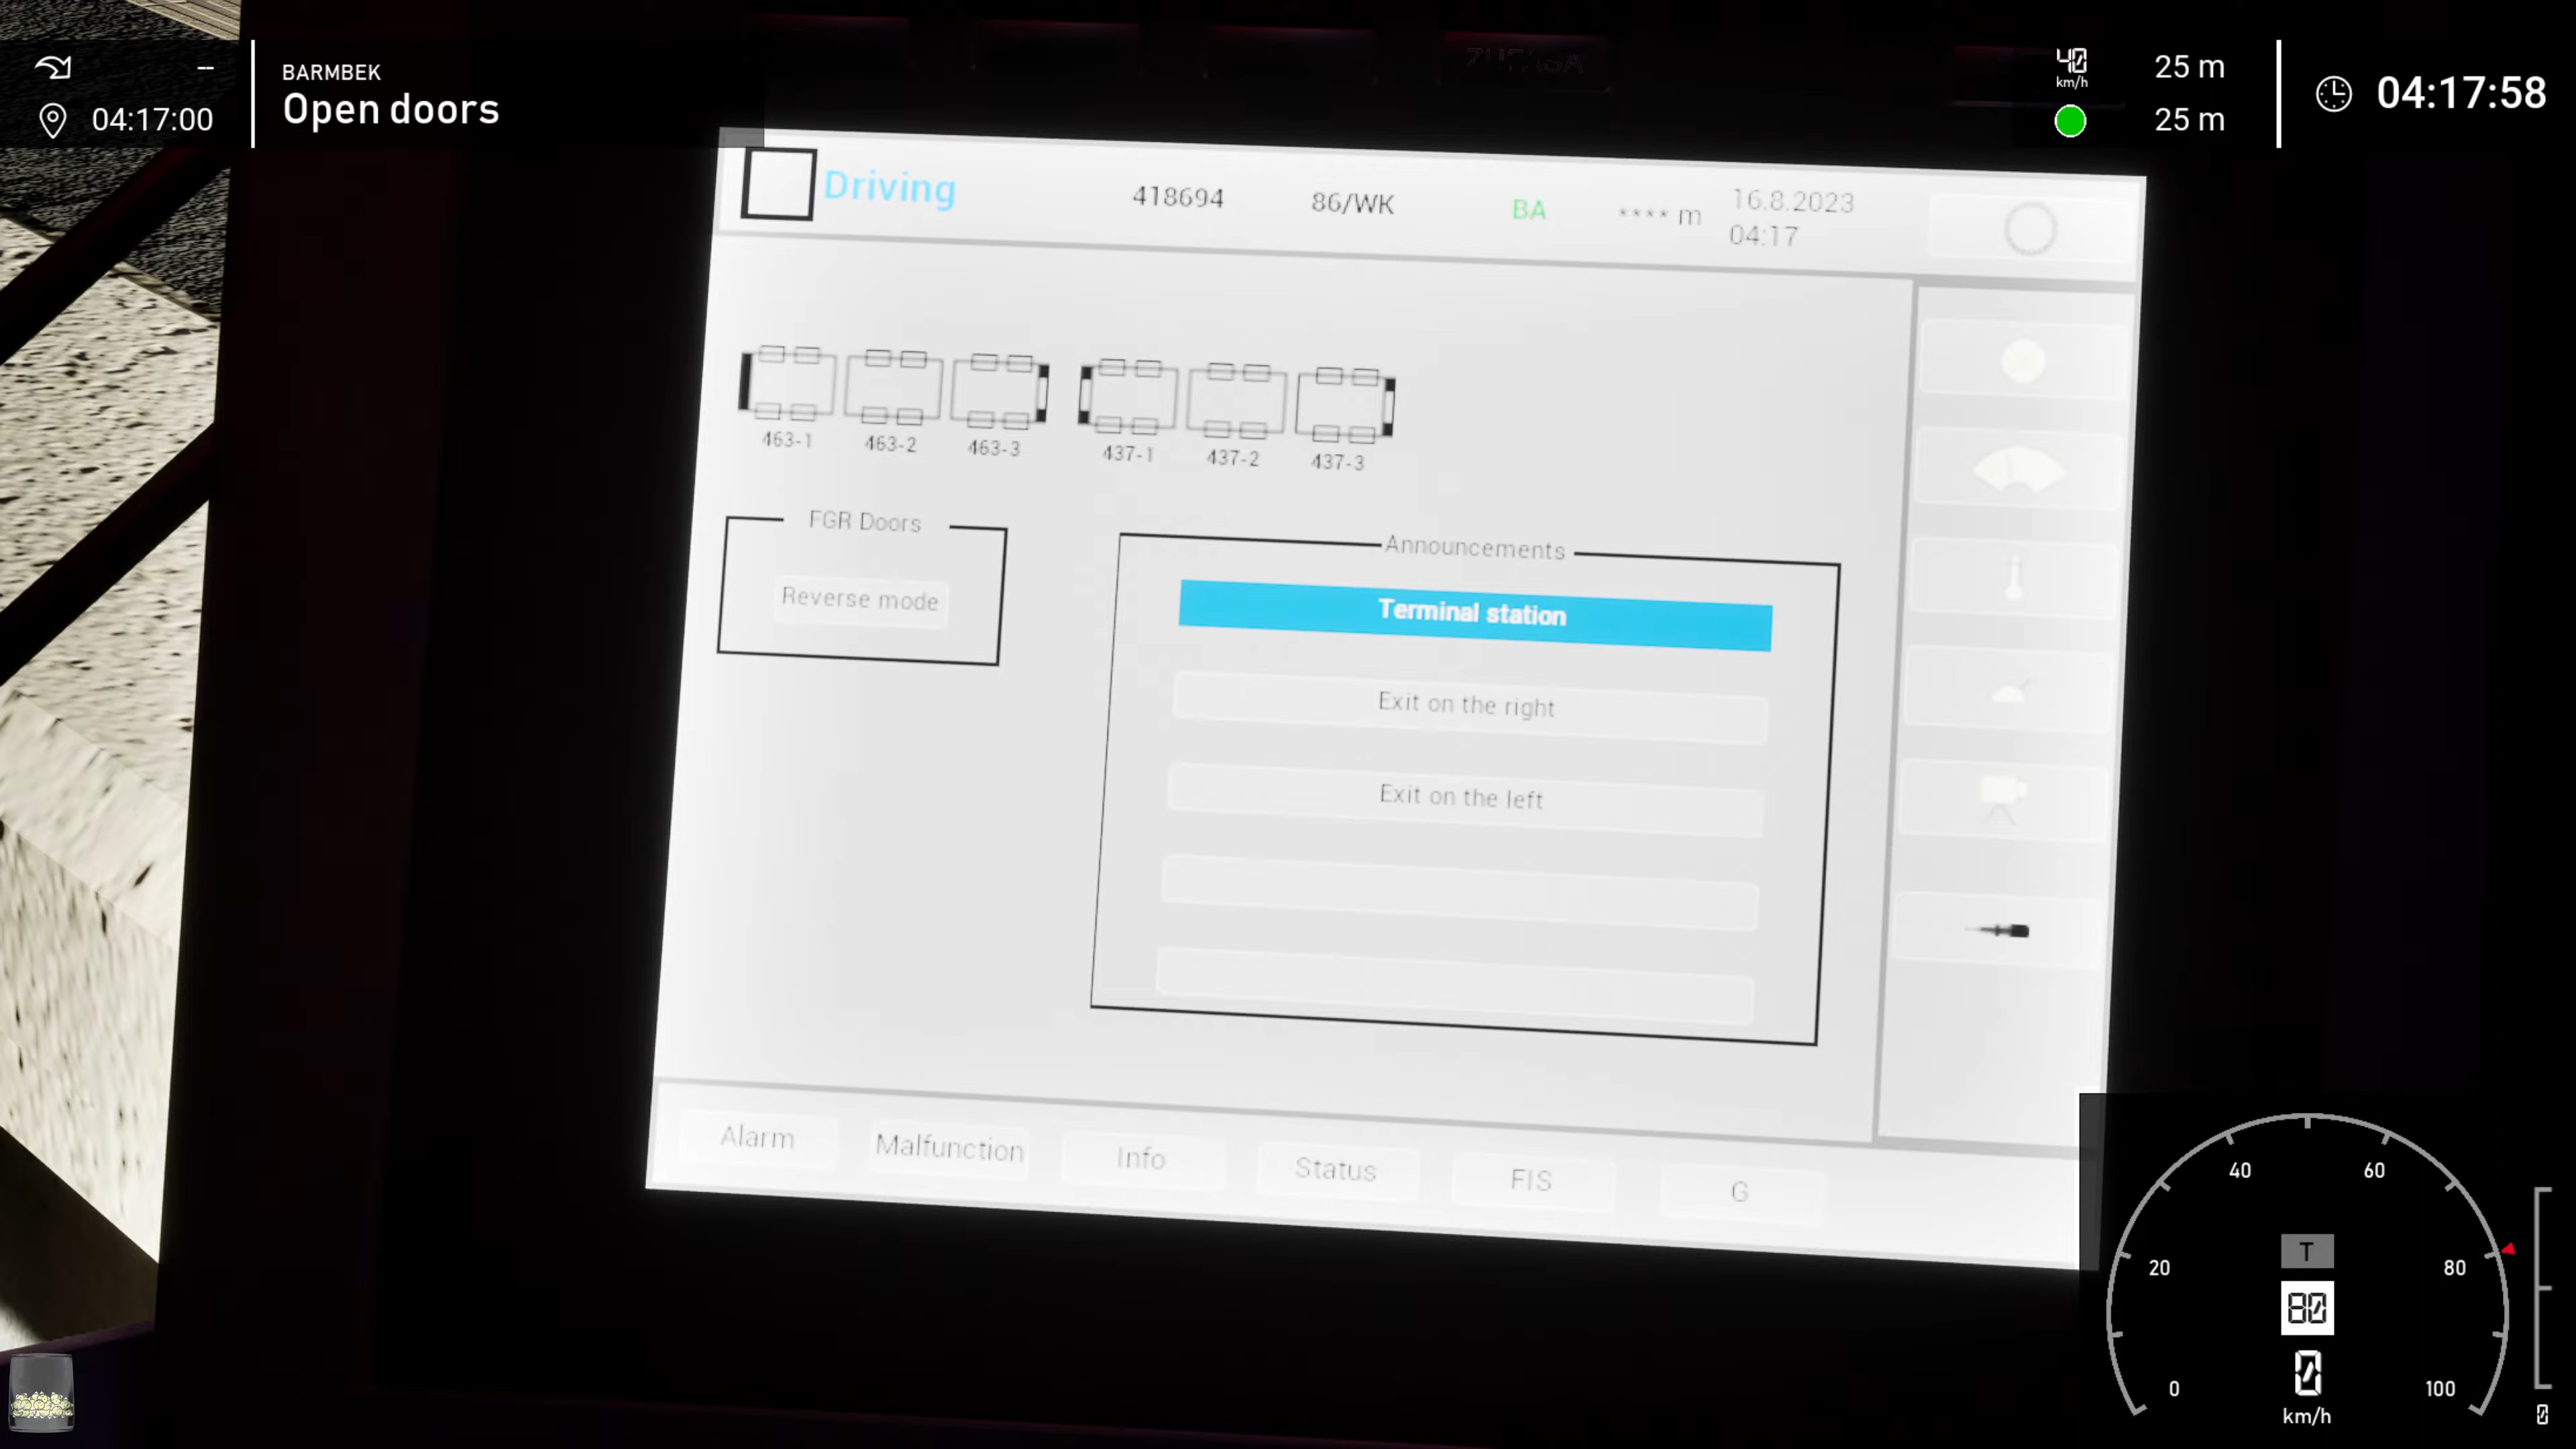 --
04:17:00
BARMBEK
Open doors
40
km/h
25 m
25 m
04:17:58
Driving
418694
86/WK
BA
**** m
16.8.2023
04:17
463-1
463-2
463-3
437-1
437-2
437-3
FGR Doors
Reverse mode
Announcements
Terminal station
Exit on the right
Exit on the left
Alarm
Malfunction
Info
Status
FIS
G
0
20
40
60
80
100
T
80
0
km/h
0